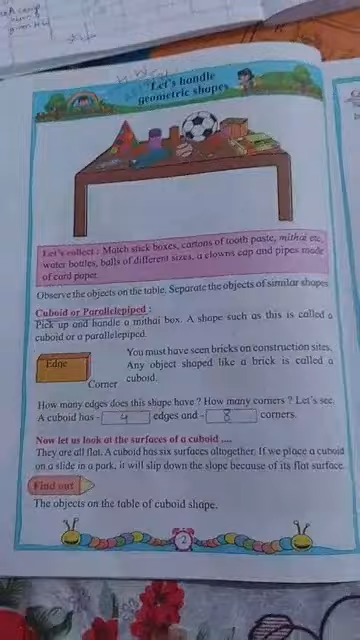 Let's handle
geometric shapes
Let's collect : Match stick boxes, cartons of tooth paste, mithai etc,
water bottles, balls of different sizes, a clowns cap and pipes made
of card paper.
Observe the objects on the table. Separate the objects of similar shapes
Cuboid or Parallelepiped :
Pick up and handle a mithai box. A shape such as this is called a
cuboid or a parallelepiped.
You must have seen bricks on construction sites.
Any object shaped like a brick is called a
cuboid.
Edge
Corner
How many edges does this shape have ? How many corners ? Let's see.
A cuboid has - 4 edges and - 8 corners.
Now let us look at the surfaces of a cuboid ....
They are all flat. A cuboid has six surfaces altogether. If we place a cuboid
on a slide in a park, it will slip down the slope because of its flat surface.
Find out
The objects on the table of cuboid shape.
2